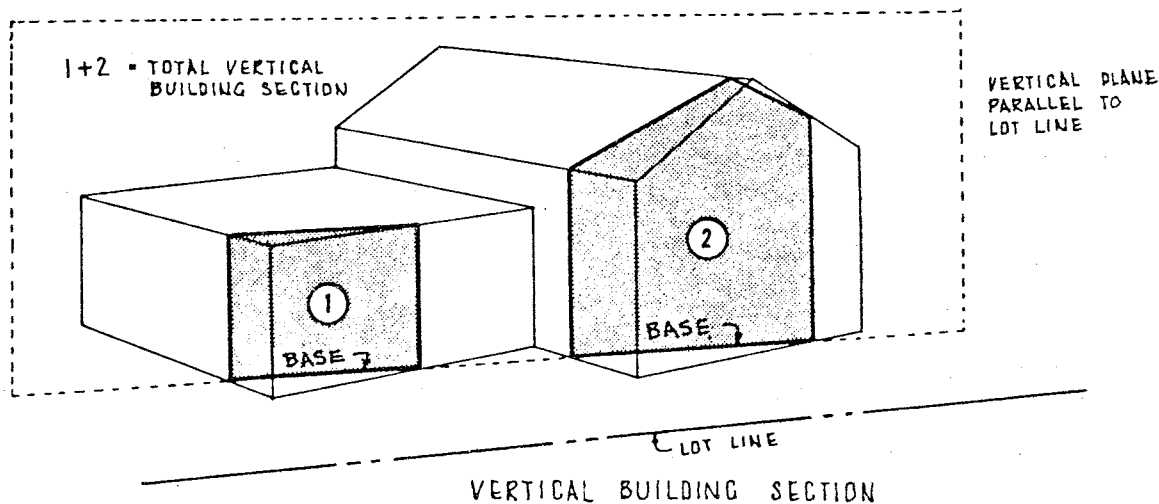 1+2 = TOTAL VERTICAL
BUILDING SECTION
VERTICAL PLANE
PARALLEL TO
LOT LINE
1
2
BASE
BASE
LOT LINE
VERTICAL BUILDING SECTION